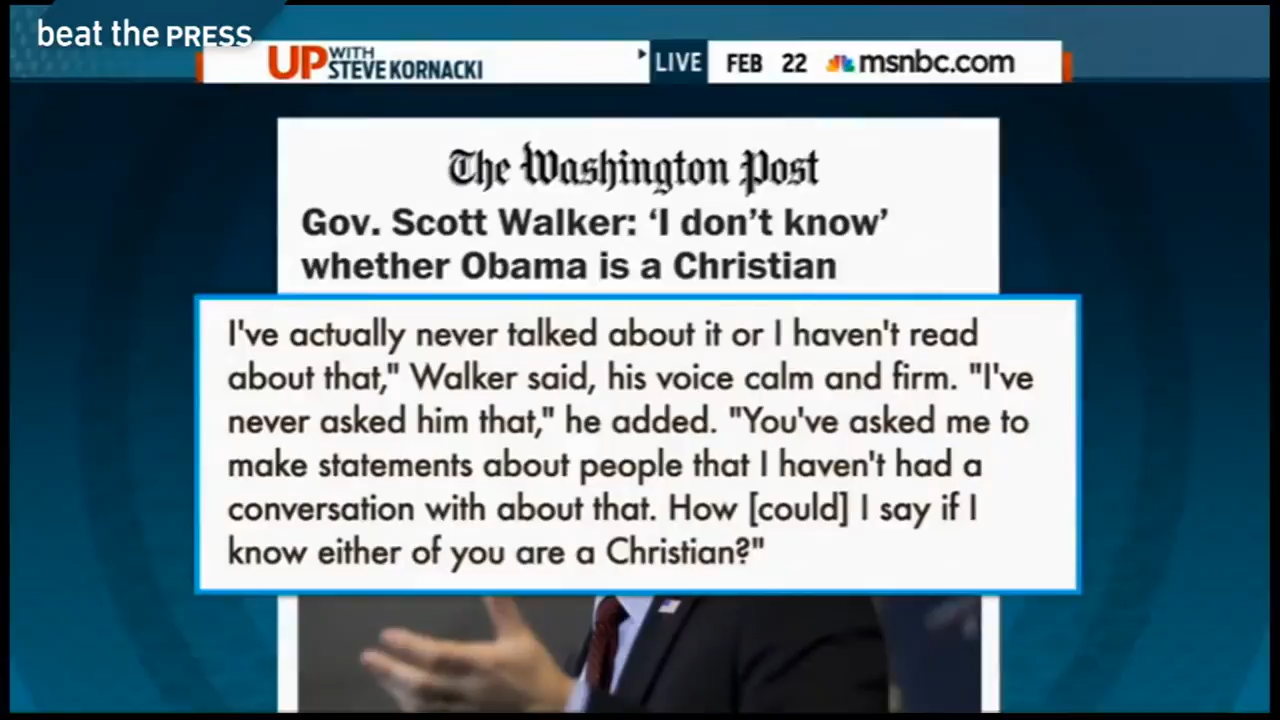 beat the PRESS
UP WITH STEVE KORNACKI LIVE FEB 22 msnbc.com
The Washington Post
Gov. Scott Walker: ‘I don’t know’
whether Obama is a Christian
I've actually never talked about it or I haven't read
about that," Walker said, his voice calm and firm. "I've
never asked him that," he added. "You've asked me to
make statements about people that I haven't had a
conversation with about that. How [could] I say if I
know either of you are a Christian?"